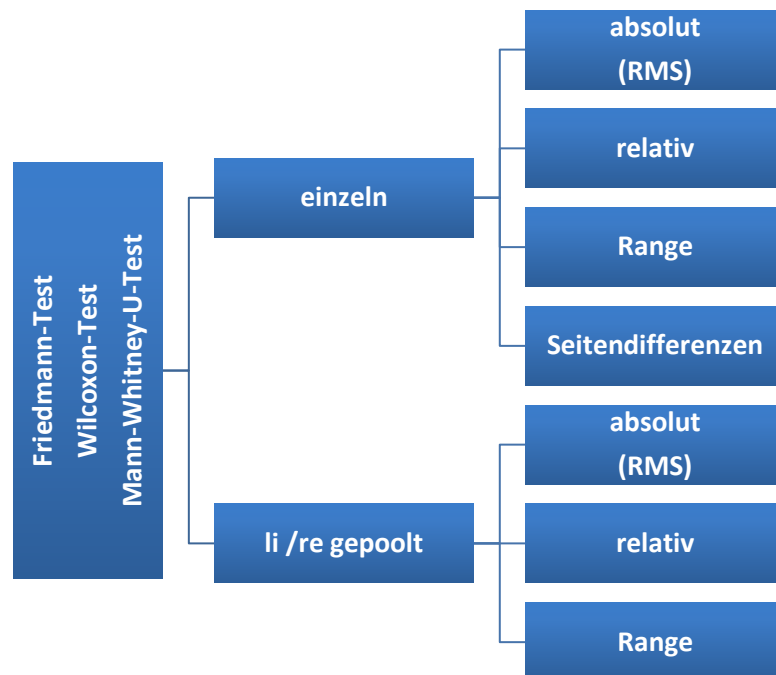 Friedmann-Test
Wilcoxon-Test
Mann-Whitney-U-Test
einzeln
absolut
(RMS)
relativ
Range
Seitendifferenzen
li /re gepoolt
absolut
(RMS)
relativ
Range